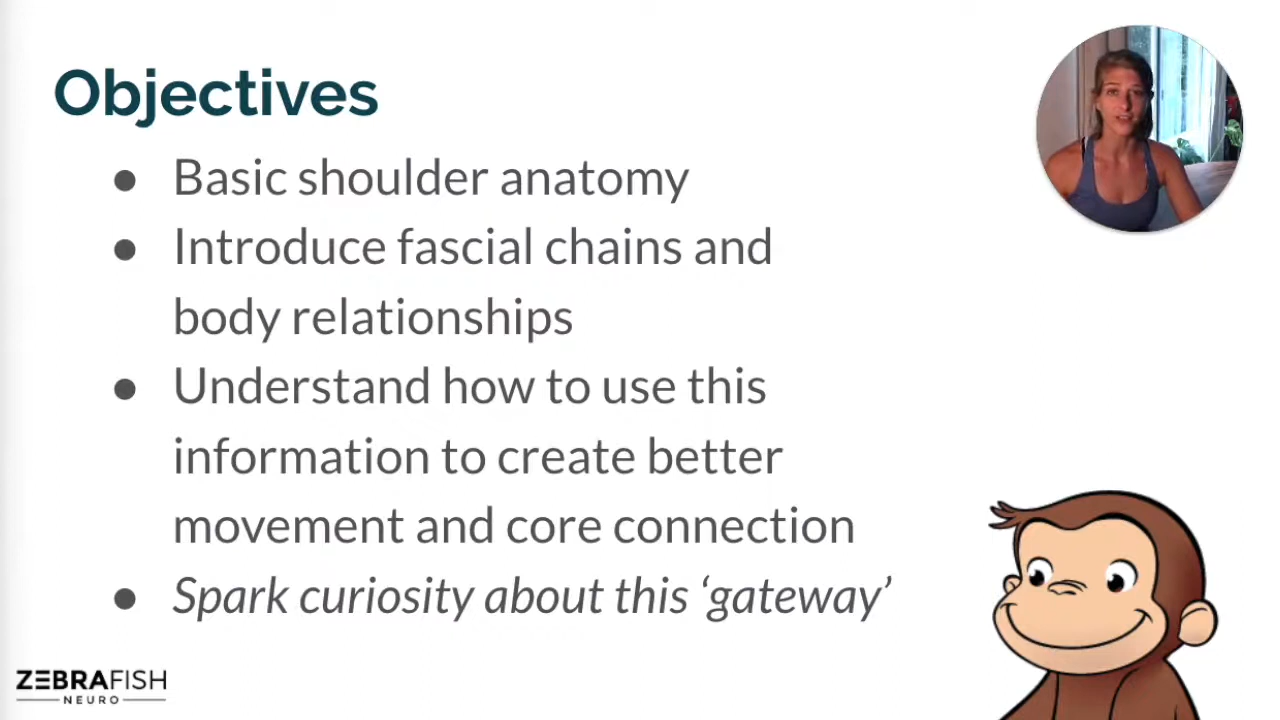 Objectives
● Basic shoulder anatomy
● Introduce fascial chains and
body relationships
● Understand how to use this
information to create better
movement and core connection
● Spark curiosity about this ‘gateway’
ZEBRAFISH
NEURO